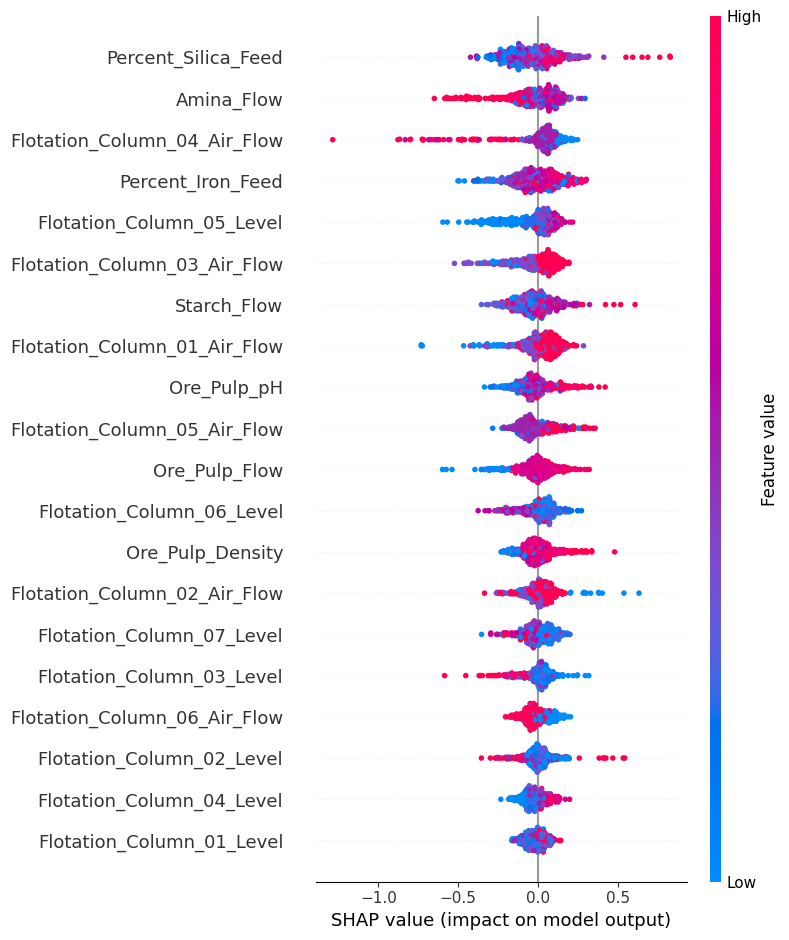 High
Percent_Silica_Feed
Amina_Flow
Flotation_Column_04_Air_Flow
Percent_Iron_Feed
Flotation_Column_05_Level
Flotation_Column_03_Air_Flow
Starch_Flow
Flotation_Column_01_Air_Flow
Ore_Pulp_pH
Flotation_Column_05_Air_Flow
Ore_Pulp_Flow
Flotation_Column_06_Level
Ore_Pulp_Density
Flotation_Column_02_Air_Flow
Flotation_Column_07_Level
Flotation_Column_03_Level
Flotation_Column_06_Air_Flow
Flotation_Column_02_Level
Flotation_Column_04_Level
Flotation_Column_01_Level
Feature value
Low
−1.0 −0.5 0.0 0.5
SHAP value (impact on model output)